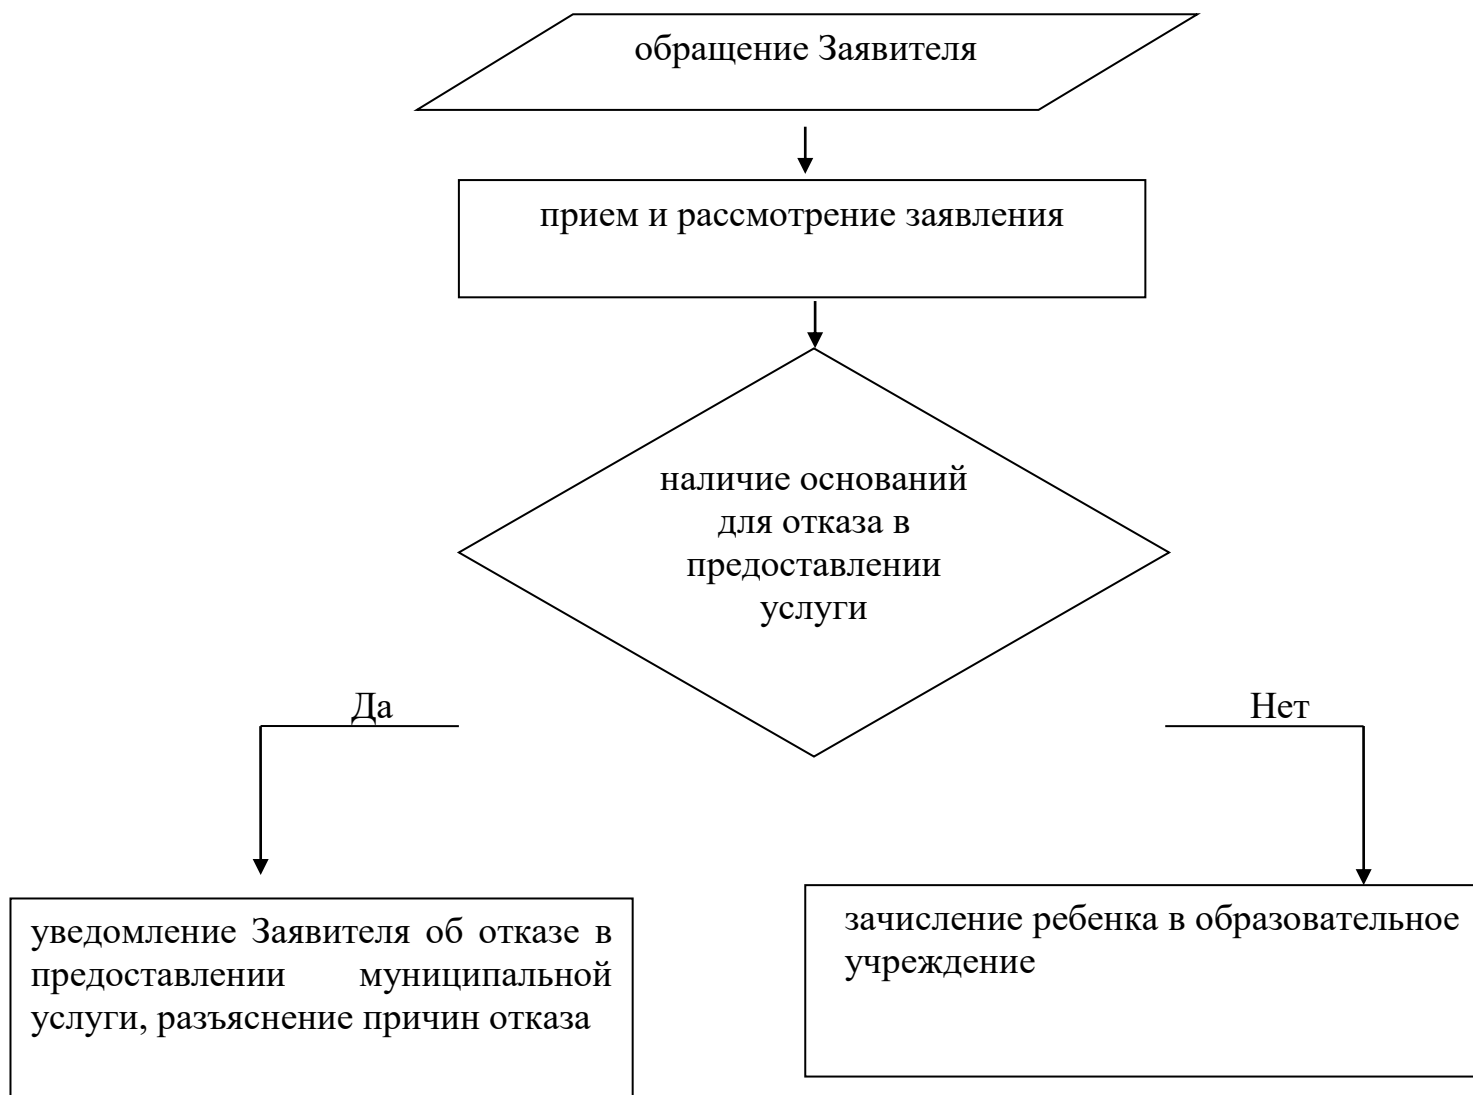 обращение Заявителя
прием и рассмотрение заявления
наличие оснований
для отказа в
предоставлении
услуги
Да
Нет
уведомление Заявителя об отказе в
предоставлении муниципальной
услуги, разъяснение причин отказа
зачисление ребенка в образовательное
учреждение